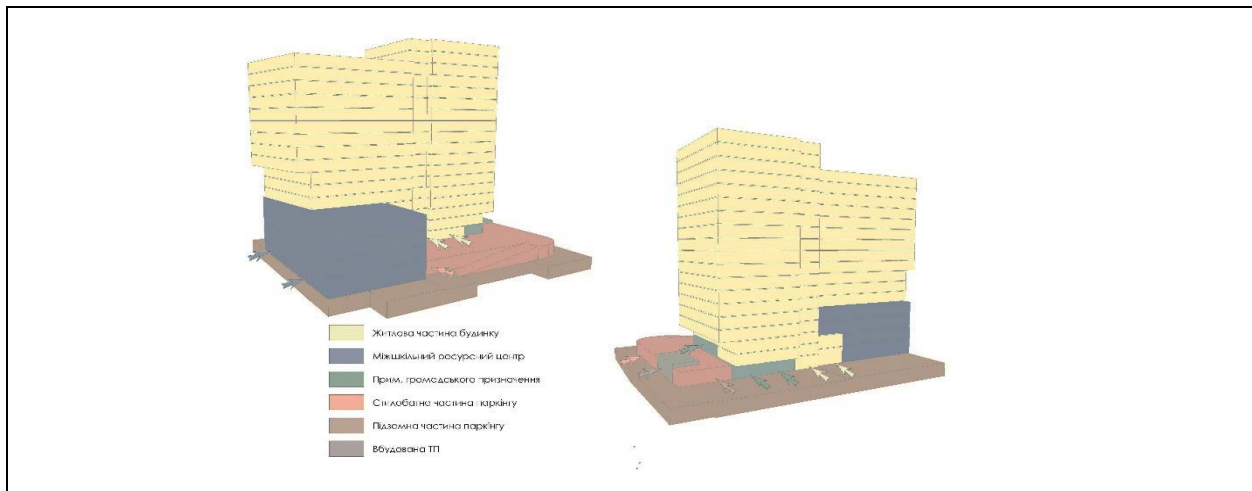 Житлова частина будинку
Міжшкільний ресурсний центр
Прим. громадського призначення
Стилобатна частина паркінгу
Підземна частина паркінгу
Вбудована ТП